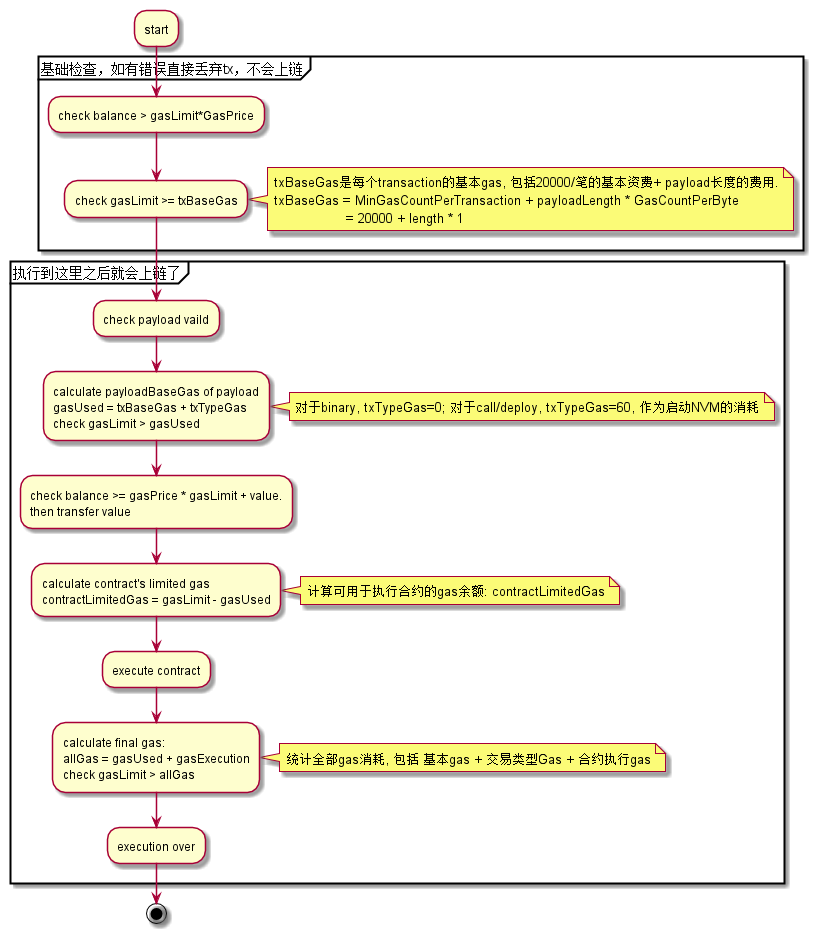 start
基础检查，如有错误直接丢弃tx，不会上链
check balance > gasLimit*GasPrice
check gasLimit >= txBaseGas
txBaseGas是每个transaction的基本gas, 包括20000/笔的基本资费+ payload长度的费用.
txBaseGas = MinGasCountPerTransaction + payloadLength * GasCountPerByte
= 20000 + length * 1
执行到这里之后就会上链了
check payload vaild
calculate payloadBaseGas of payload
gasUsed = txBaseGas + txTypeGas
check gasLimit > gasUsed
对于binary, txTypeGas=0; 对于call/deploy, txTypeGas=60, 作为启动NVM的消耗
check balance >= gasPrice * gasLimit + value.
then transfer value
calculate contract's limited gas
contractLimitedGas = gasLimit - gasUsed
计算可用于执行合约的gas余额: contractLimitedGas
execute contract
calculate final gas:
allGas = gasUsed + gasExecution
check gasLimit > allGas
统计全部gas消耗, 包括 基本gas + 交易类型Gas + 合约执行gas
execution over